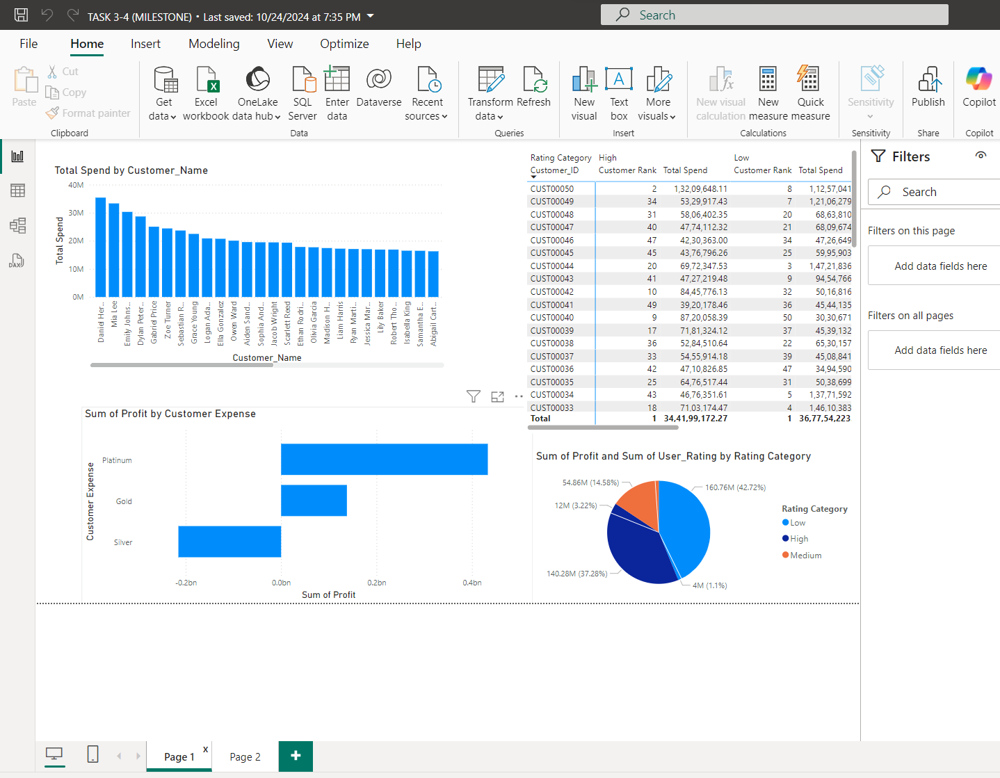 TASK 3-4 (MILESTONE) • Last saved: 10/24/2024 at 7:35 PM
Search
File Home Insert Modeling View Optimize Help
Paste
Cut
Copy
Format painter
Clipboard
Get data
Excel workbook
OneLake data hub
SQL Server
Enter data
Dataverse
Recent sources
Data
Transform data
Refresh
Queries
New visual
Text box
More visuals
Insert
New visual calculation
New measure
Quick measure
Calculations
Sensitivity
Sensitivity
Publish
Share
Copilot
Copilot
DAX
Total Spend by Customer_Name
Total Spend
40M
30M
20M
10M
0M
Daniel Her...
Mia Lee
Emily Johns...
Dylan Peter...
Gabriel Price
Zoe Turner
Sebastian R...
Grace Young
Logan Ada...
Ella Gonzalez
Owen Ward
Aiden Sand...
Sophia And...
Jacob Wright
Scarlett Reed
Ethan Rodri...
Olivia Garcia
Madison H...
Liam Harris
Ryan Marti...
Jessica Mar...
Lily Baker
Robert Tho...
Isabella King
Samantha E...
Abigail Cart...
Customer_Name
Rating Category High Low
Customer_ID Customer Rank Total Spend Customer Rank Total Spend
CUST00050 2 1,32,09,648.11 8 1,12,57,041
CUST00049 34 53,29,917.43 7 1,21,06,279
CUST00048 31 58,06,402.35 20 68,63,810
CUST00047 40 47,74,112.32 21 68,09,674
CUST00046 47 42,30,363.00 34 47,26,649
CUST00045 45 43,76,796.26 25 59,95,903
CUST00044 20 69,72,347.53 3 1,47,21,836
CUST00043 41 47,27,219.48 9 94,54,766
CUST00042 10 84,45,776.13 32 50,16,816
CUST00041 49 39,20,178.46 36 45,44,135
CUST00040 9 87,20,058.39 50 30,30,671
CUST00039 17 71,81,324.12 37 45,39,132
CUST00038 36 52,84,510.64 22 65,30,157
CUST00037 33 54,55,914.18 39 45,08,841
CUST00036 42 47,10,826.85 47 34,94,590
CUST00035 25 64,76,517.44 31 50,38,699
CUST00034 43 46,76,351.61 5 1,37,71,592
CUST00033 18 71,03,174.47 4 1,46,10,383
Total 1 34,41,99,172.27 1 36,77,54,223
Sum of Profit by Customer Expense
Customer Expense
Platinum
Gold
Silver
-0.2bn 0.0bn 0.2bn 0.4bn
Sum of Profit
Sum of Profit and Sum of User_Rating by Rating Category
54.86M (14.58%)
160.76M (42.72%)
12M (3.22%)
140.28M (37.28%)
4M (1.1%)
Rating Category
Low
High
Medium
Filters
Search
Filters on this page
Add data fields here
Filters on all pages
Add data fields here
Page 1 x
Page 2
+